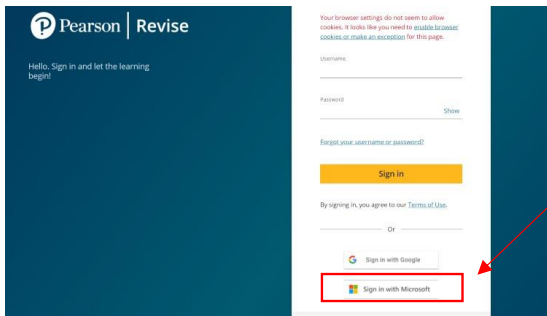 Pearson | Revise
Hello. Sign in and let the learning
begin!
Your browser settings do not seem to allow
cookies. It looks like you need to enable browser
cookies or make an exception for this page.
Username
Password
Show
Forgot your username or password?
Sign in
By signing in, you agree to our Terms of Use.
Or
Sign in with Google
Sign in with Microsoft